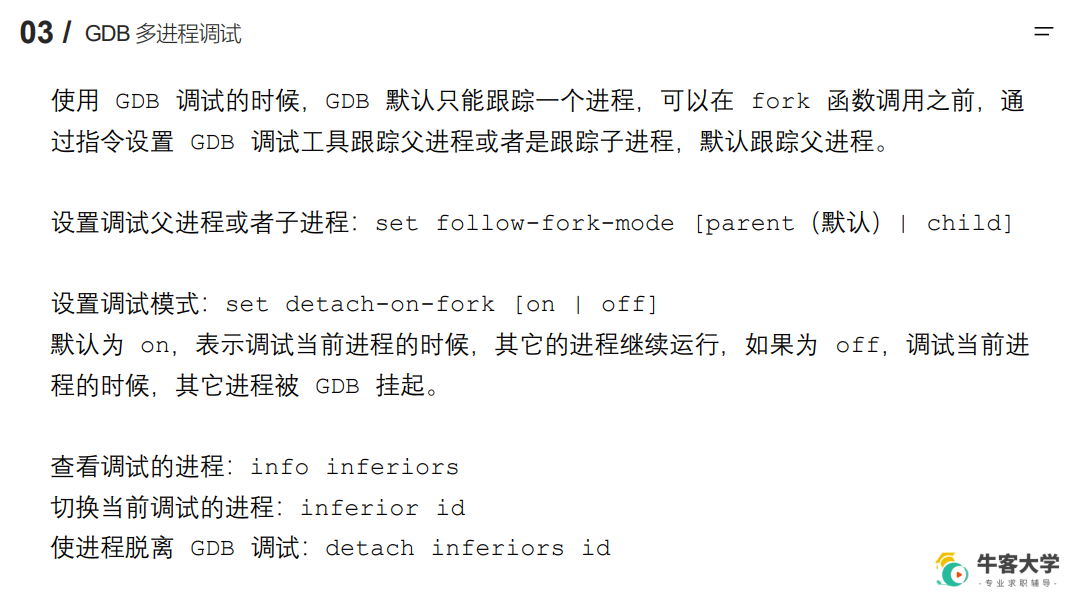 03 / GDB 多进程调试
使用 GDB 调试的时候，GDB 默认只能跟踪一个进程，可以在 fork 函数调用之前，通
过指令设置 GDB 调试工具跟踪父进程或者是跟踪子进程，默认跟踪父进程。
设置调试父进程或者子进程：set follow-fork-mode [parent（默认）| child]
设置调试模式：set detach-on-fork [on | off]
默认为 on，表示调试当前进程的时候，其它的进程继续运行，如果为 off，调试当前进
程的时候，其它进程被 GDB 挂起。
查看调试的进程：info inferiors
切换当前调试的进程：inferior id
使进程脱离 GDB 调试：detach inferiors id
牛客大学
·专业求职辅导·